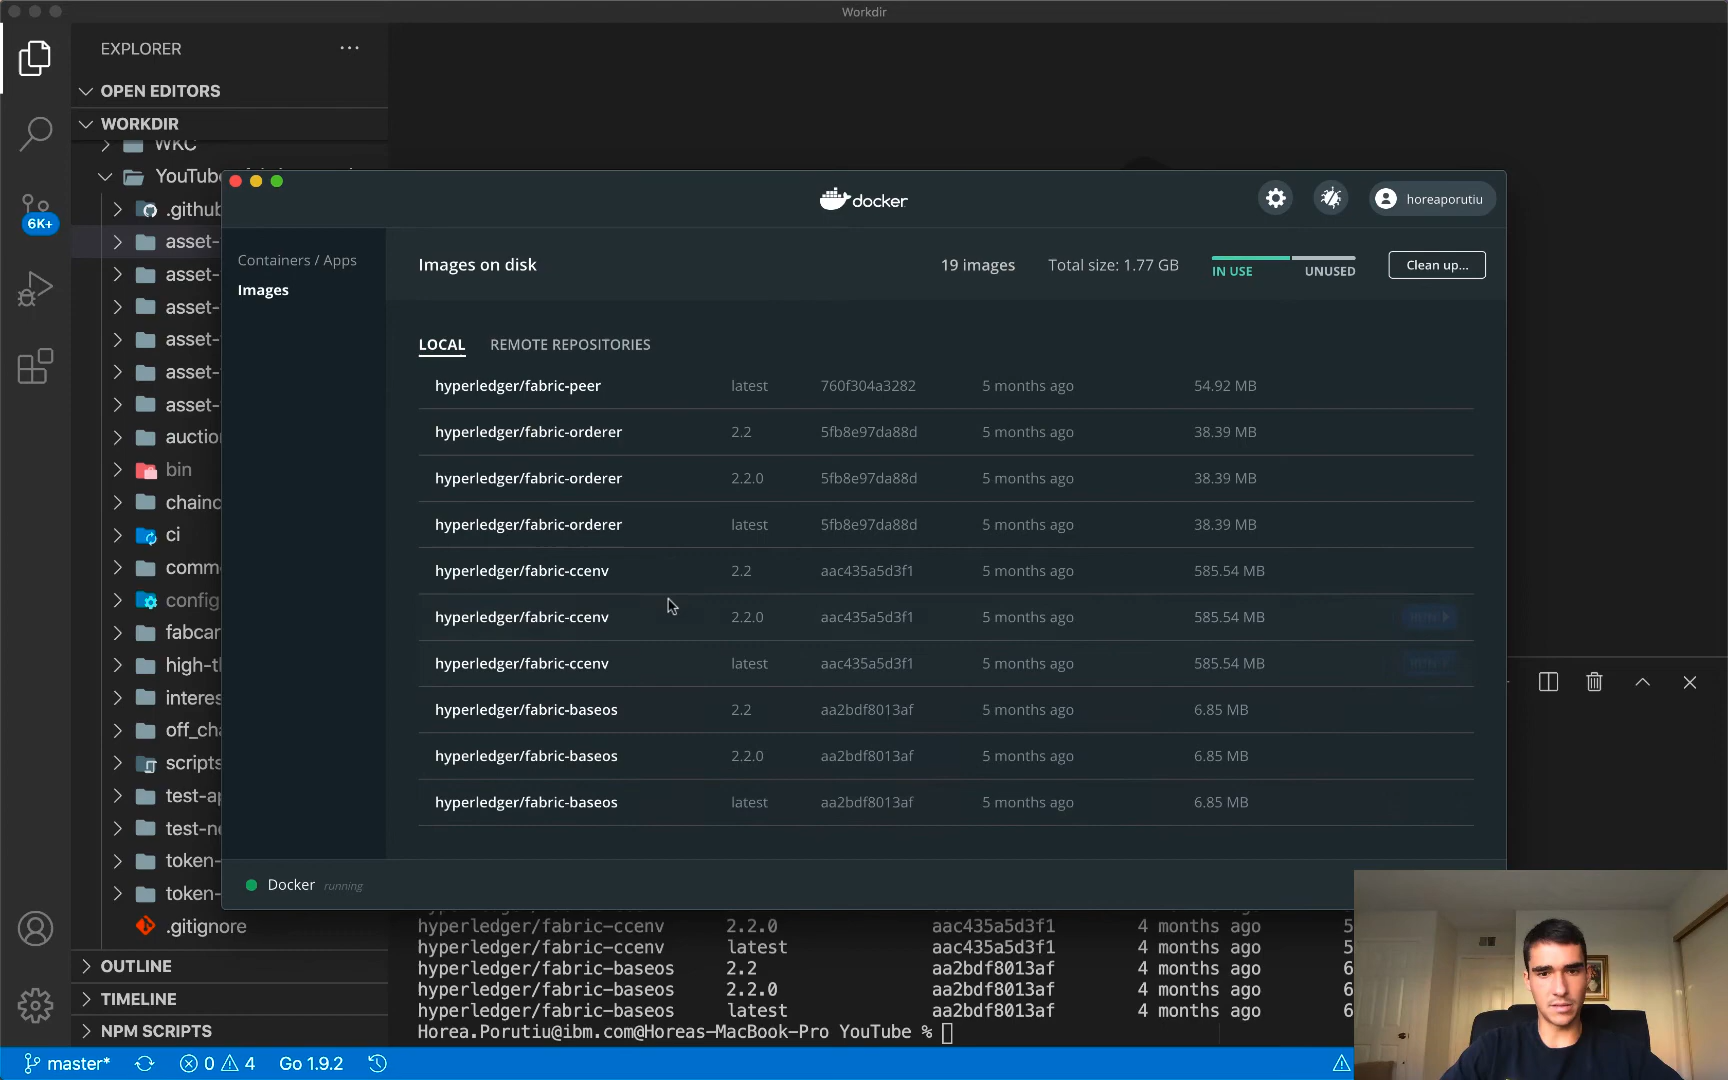 Workdir
EXPLORER
OPEN EDITORS
WORKDIR
WKC
YouTube
.github
asset-
asset-
asset-
asset-
asset-
asset-
auction
bin
chainc
ci
comm
config
fabcar
high-t
interes
off_cha
scripts
test-ap
test-ne
token-
token-
.gitignore
OUTLINE
TIMELINE
NPM SCRIPTS
6K+
docker
horeaporutiu
Containers / Apps
Images
Images on disk
19 images
Total size: 1.77 GB
IN USE
UNUSED
Clean up...
LOCAL REMOTE REPOSITORIES
hyperledger/fabric-peer latest 760f304a3282 5 months ago 54.92 MB
hyperledger/fabric-orderer 2.2 5fb8e97da88d 5 months ago 38.39 MB
hyperledger/fabric-orderer 2.2.0 5fb8e97da88d 5 months ago 38.39 MB
hyperledger/fabric-orderer latest 5fb8e97da88d 5 months ago 38.39 MB
hyperledger/fabric-ccenv 2.2 aac435a5d3f1 5 months ago 585.54 MB
hyperledger/fabric-ccenv 2.2.0 aac435a5d3f1 5 months ago 585.54 MB
hyperledger/fabric-ccenv latest aac435a5d3f1 5 months ago 585.54 MB
hyperledger/fabric-baseos 2.2 aa2bdf8013af 5 months ago 6.85 MB
hyperledger/fabric-baseos 2.2.0 aa2bdf8013af 5 months ago 6.85 MB
hyperledger/fabric-baseos latest aa2bdf8013af 5 months ago 6.85 MB
Docker running
hyperledger/fabric-ccenv 2.2.0 aac435a5d3f1 4 months ago 5
hyperledger/fabric-ccenv latest aac435a5d3f1 4 months ago 5
hyperledger/fabric-baseos 2.2 aa2bdf8013af 4 months ago 6
hyperledger/fabric-baseos 2.2.0 aa2bdf8013af 4 months ago 6
hyperledger/fabric-baseos latest aa2bdf8013af 4 months ago 6
Horea.Porutiu@ibm.com@Horeas-MacBook-Pro YouTube %
master* 0 4 Go 1.9.2